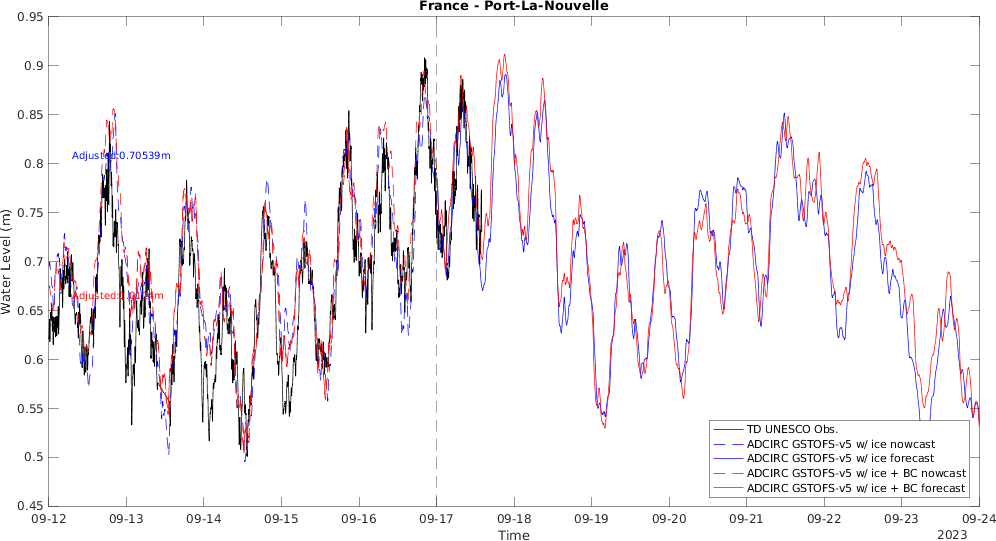 France - Port-La-Nouvelle
0.95
0.9
0.85
0.8
0.75
0.7
0.65
0.6
0.55
0.5
0.45
Water Level (m)
Adjusted:0.70539m
TD UNESCO Obs.
ADCIRC GSTOFS-v5 w/ ice nowcast
ADCIRC GSTOFS-v5 w/ ice forecast
ADCIRC GSTOFS-v5 w/ ice + BC nowcast
ADCIRC GSTOFS-v5 w/ ice + BC forecast
09-12 09-13 09-14 09-15 09-16 09-17 09-18 09-19 09-20 09-21 09-22 09-23 09-24
Time
2023